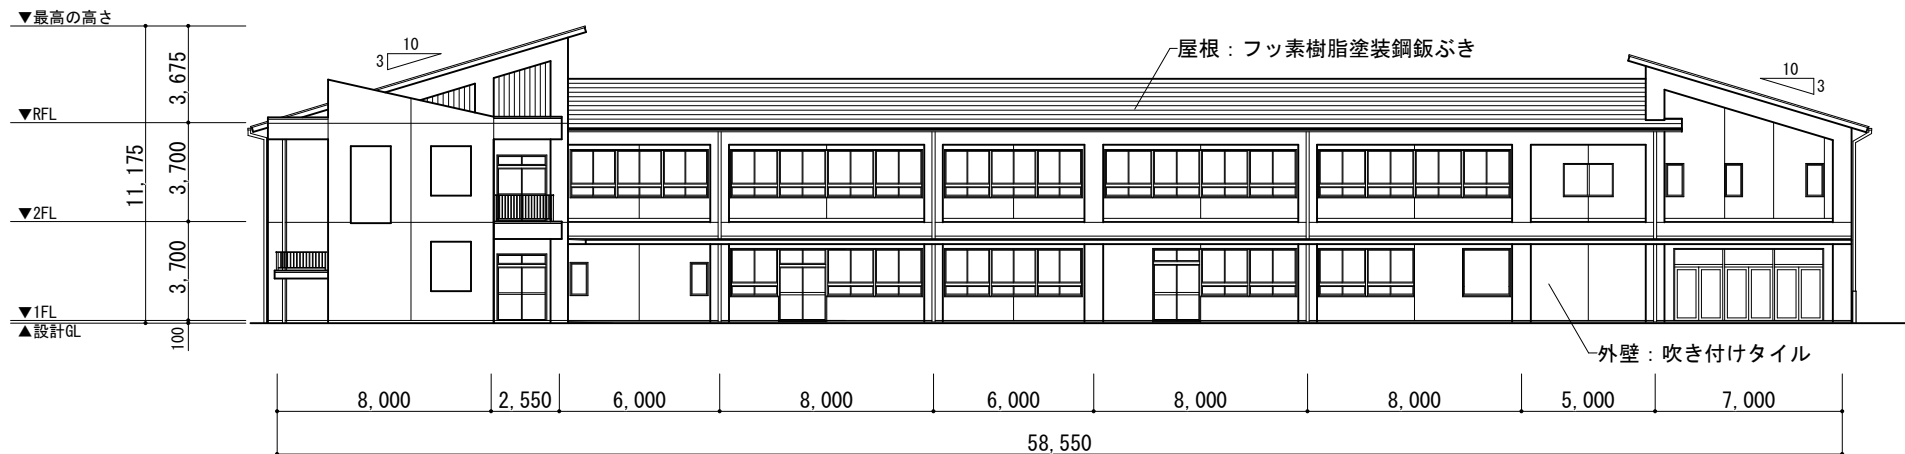 ▼最高の高さ
10
3
3,675
屋根：フッ素樹脂塗装鋼鈑ぶき
10
3
▼RFL
11,175
3,700
▼2FL
3,700
▼1FL
▲設計GL
100
外壁：吹き付けタイル
8,000 2,550 6,000 8,000 6,000 8,000 8,000 5,000 7,000
58,550